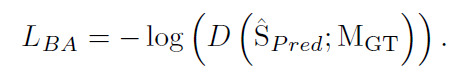 L_{BA} = − log ( D ( Ŝ_{Pred}; M_{GT} ) ) .